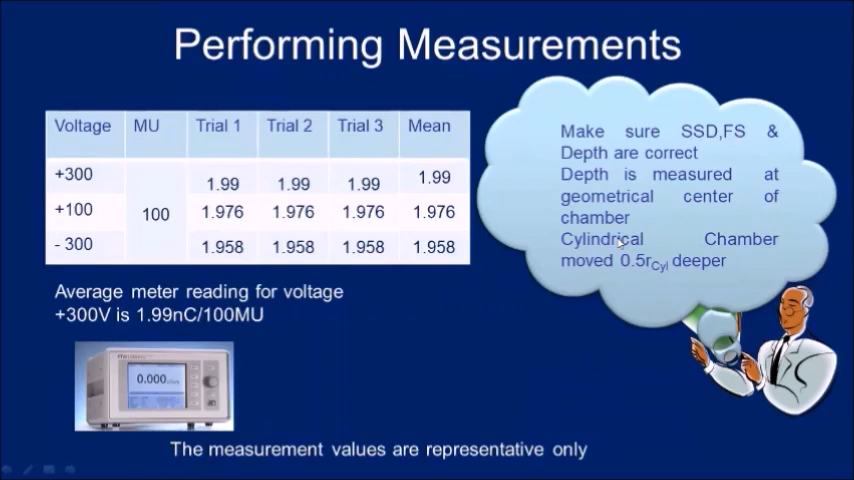 Performing Measurements
Voltage MU Trial 1 Trial 2 Trial 3 Mean
+300 1.99 1.99 1.99 1.99
100
+100 1.976 1.976 1.976 1.976
- 300 1.958 1.958 1.958 1.958
Make sure SSD,FS &
Depth are correct
Depth is measured at
geometrical center of
chamber
Cylindrical Chamber
moved 0.5rCyl deeper
Average meter reading for voltage
+300V is 1.99nC/100MU
0.000
The measurement values are representative only